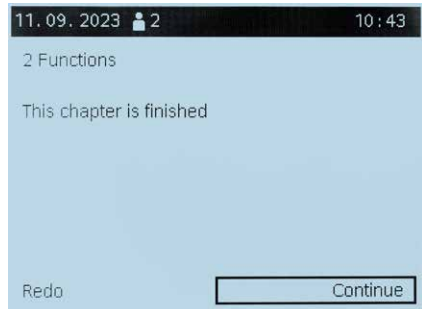 11.09.2023 2 10:43
2 Functions
This chapter is finished
Redo Continue